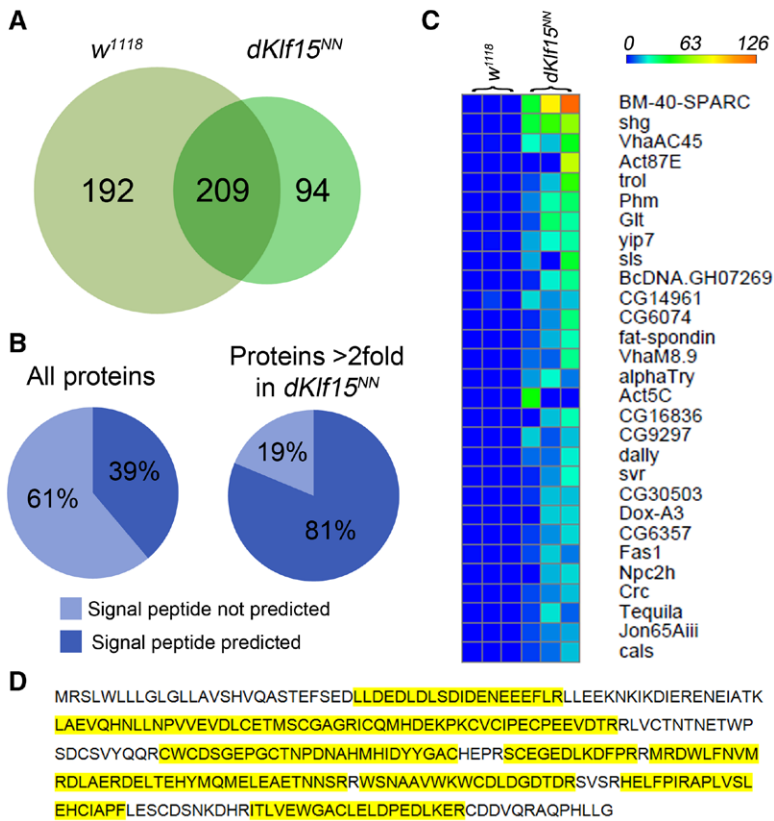 A
w1118
dKlf15NN
192
209
94
B
All proteins
Proteins >2fold
in dKlf15NN
61%
39%
19%
81%
Signal peptide not predicted
Signal peptide predicted
C
w1118
dKlf15NN
0 63 126
BM-40-SPARC
shg
VhaAC45
Act87E
trol
Phm
Glt
yip7
sls
BcDNA.GH07269
CG14961
CG6074
fat-spondin
VhaM8.9
alphaTry
Act5C
CG16836
CG9297
dally
svr
CG30503
Dox-A3
CG6357
Fas1
Npc2h
Crc
Tequila
Jon65Aiii
cals
D
MRSLWLLLGLGLLAVSHVQASTEFSEDLLDEDLDLSDIDENEEEFLRLLEEKNKIKDIERENEIATK
LAEVQHNLLNPVVEVDLCETMSCGAGRICQMHDEKPKCVCIPECPEEVDTRRLVCTNTNETWP
SDCSVYQQRCWCDSGEPGCTNPDNAHMHIDYYGACHEPRSCEGEDLKDFPRRMRDWLFNVM
RDLAERDELTEHYMQMELEAETNNSRRWSNAAVWKWCDLDGDTDRSVSRHELFPIRAPLVSL
EHCIAPFLESCDSNKDHRITLVEWGACLELDPEDLKERCDDVQRAQPHLLG